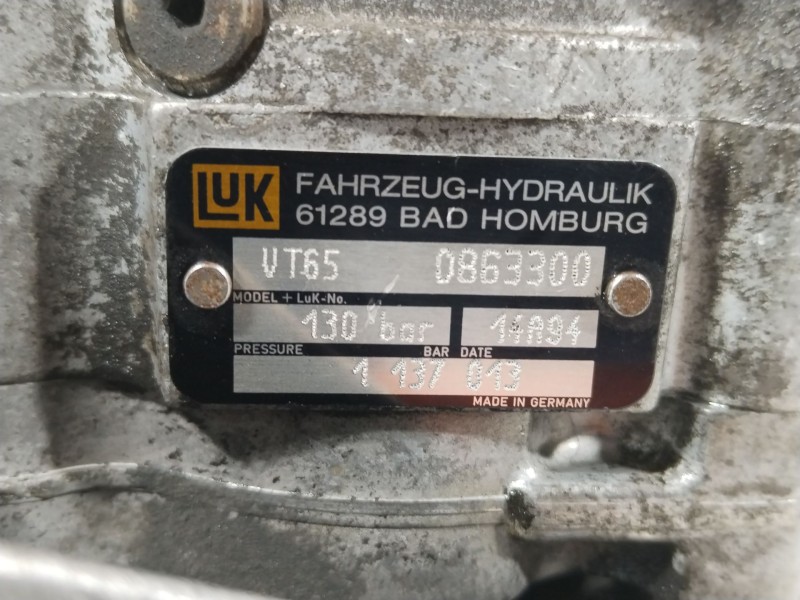 LUK FAHRZEUG-HYDRAULIK
61289 BAD HOMBURG
VT65 0863300
MODEL + LuK-No.
130 bar 14A94
PRESSURE BAR DATE
1 137 013
MADE IN GERMANY